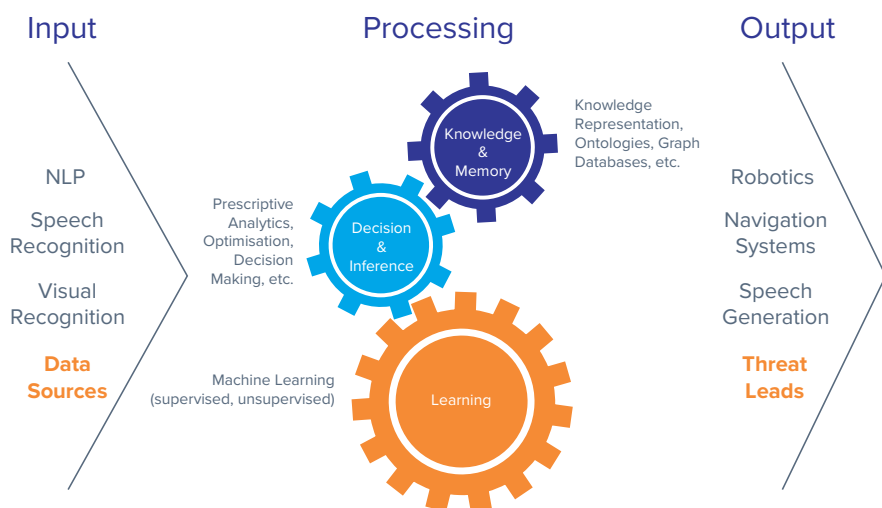 Input
Processing
Output
NLP
Speech
Recognition
Visual
Recognition
Data
Sources
Knowledge
&
Memory
Knowledge
Representation,
Ontologies, Graph
Databases, etc.
Prescriptive
Analytics,
Optimisation,
Decision
Making, etc.
Decision
&
Inference
Machine Learning
(supervised, unsupervised)
Learning
Robotics
Navigation
Systems
Speech
Generation
Threat
Leads